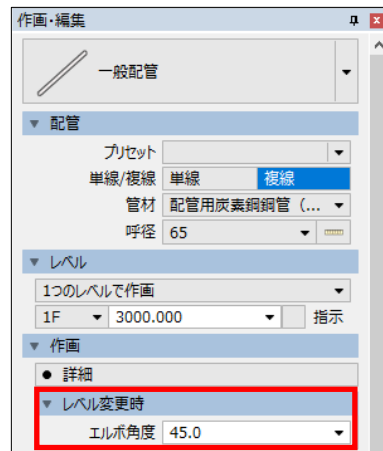 作画・編集
一般配管
配管
プリセット
単線/複線 単線 複線
管材 配管用炭素鋼鋼管 (...
呼径 65
レベル
1つのレベルで作画
1F 3000.000 指示
作画
● 詳細
レベル変更時
エルボ角度 45.0